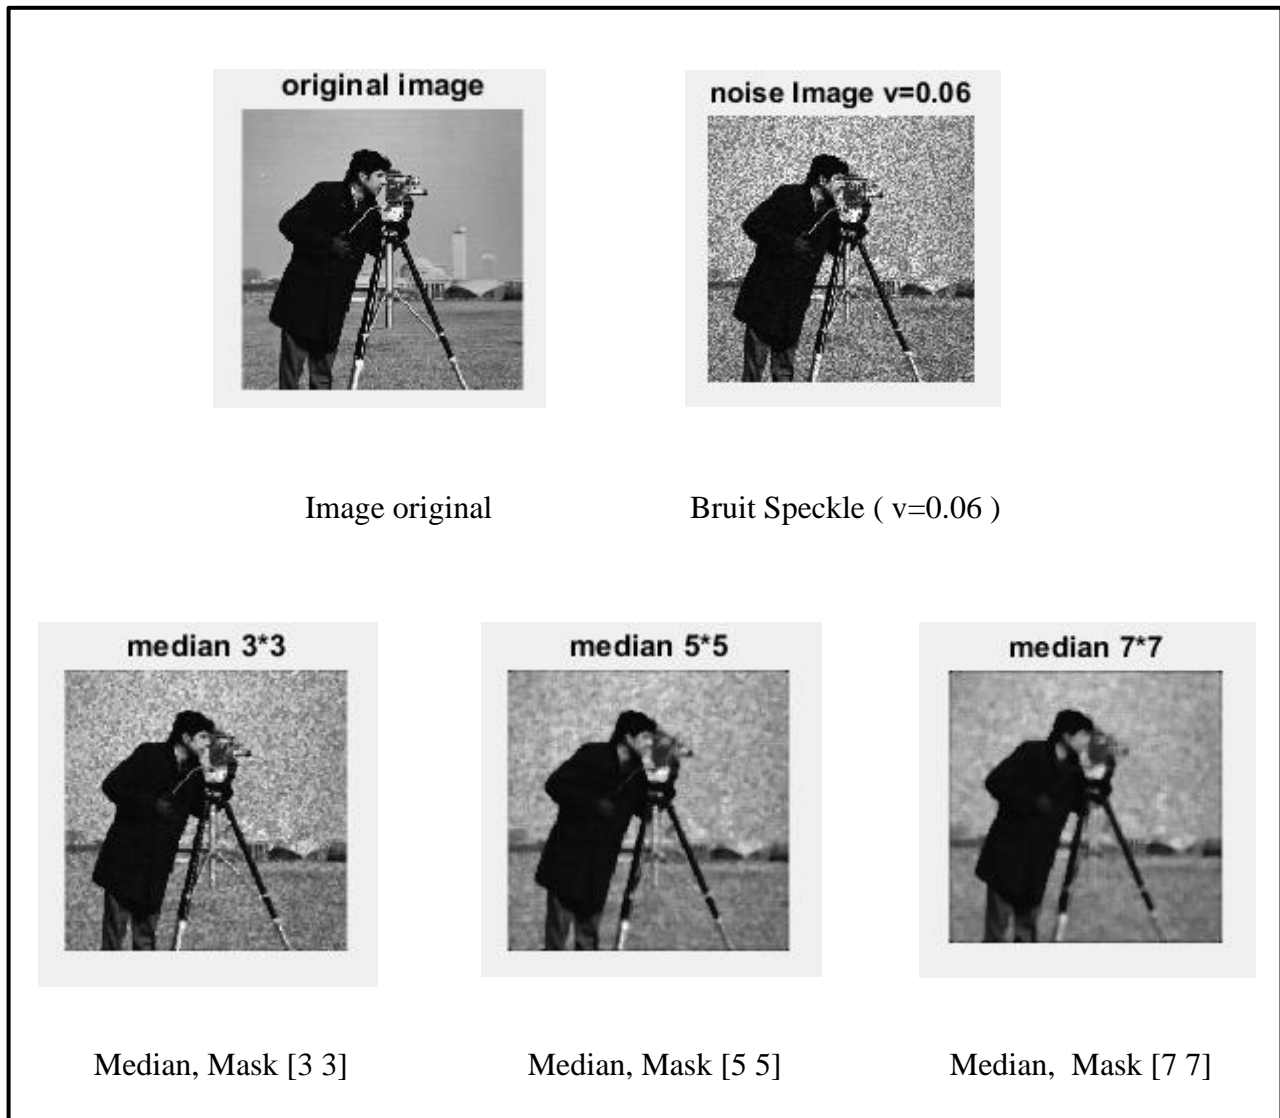 original image
noise Image v=0.06
Image original
Bruit Speckle ( v=0.06 )
median 3*3
median 5*5
median 7*7
Median, Mask [3 3]
Median, Mask [5 5]
Median, Mask [7 7]